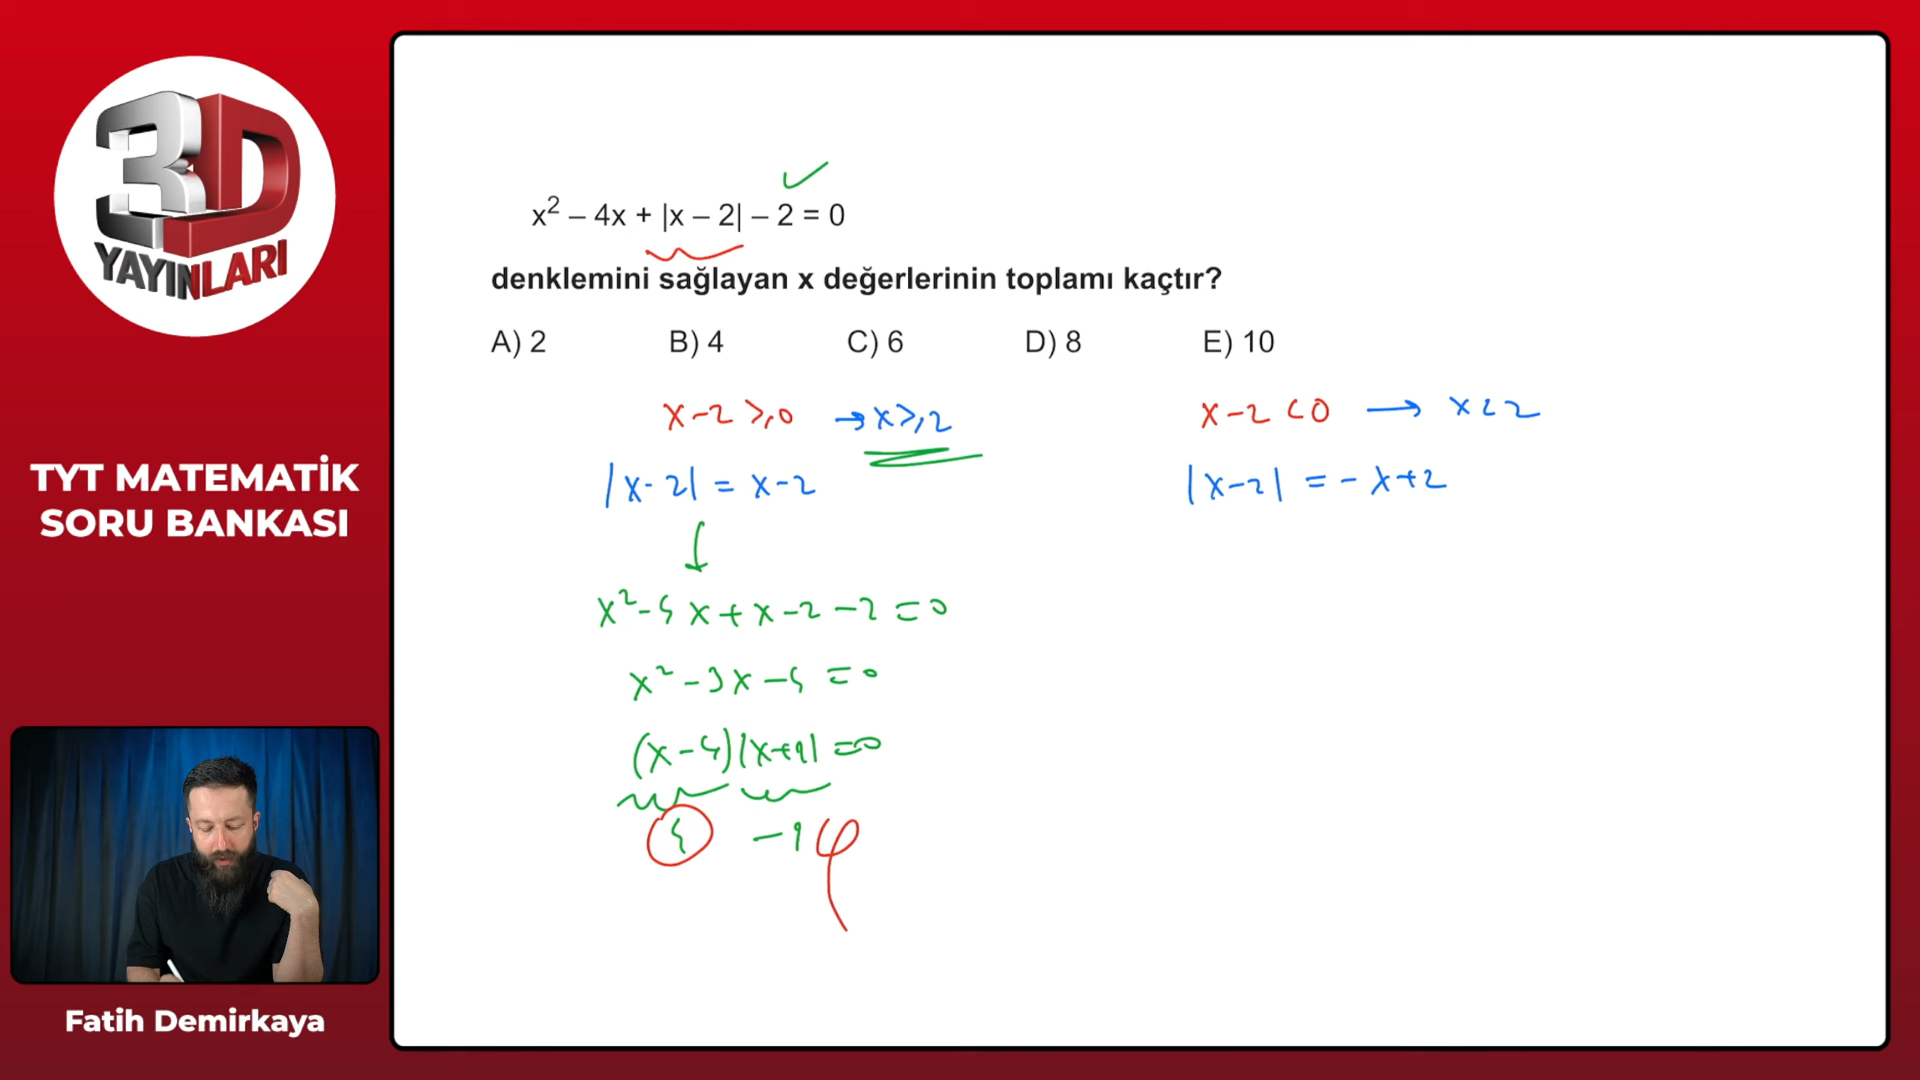 3D
YAYINLARI
TYT MATEMATİK
SORU BANKASI
Fatih Demirkaya
x² – 4x + |x – 2| – 2 = 0
denklemini sağlayan x değerlerinin toplamı kaçtır?
A) 2 B) 4 C) 6 D) 8 E) 10
x-2 ≥ 0 → x ≥ 2
|x-2| = x-2
x²-4x+x-2-2=0
x²-3x-4=0
(x-4)(x+1)=0
4 -1
x-2 < 0 → x < 2
|x-2| = -x+2